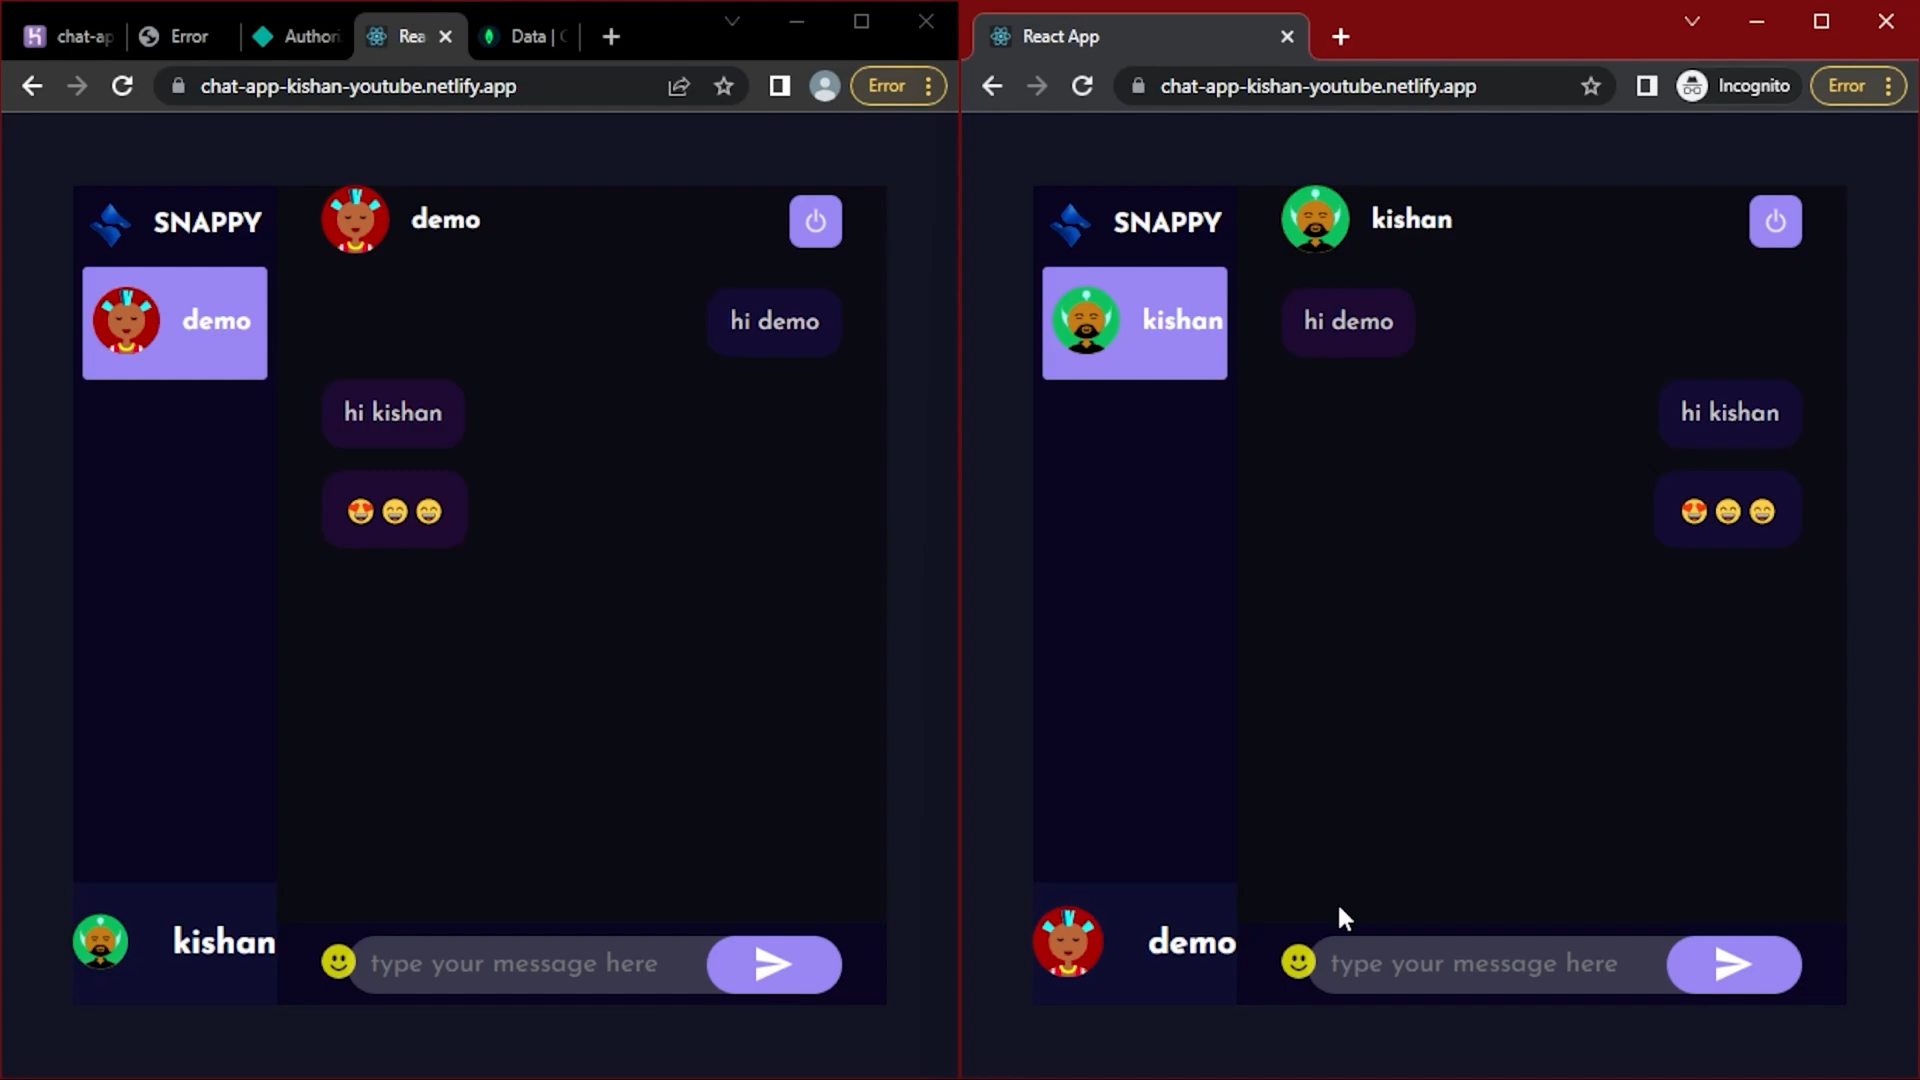 chat-ap
Error
Authori
Rea
Data | C
chat-app-kishan-youtube.netlify.app
Error
SNAPPY
demo
demo
hi demo
hi kishan
😍😄😄
kishan
type your message here
React App
chat-app-kishan-youtube.netlify.app
Incognito
Error
SNAPPY
kishan
kishan
hi demo
hi kishan
😍😄😄
demo
type your message here